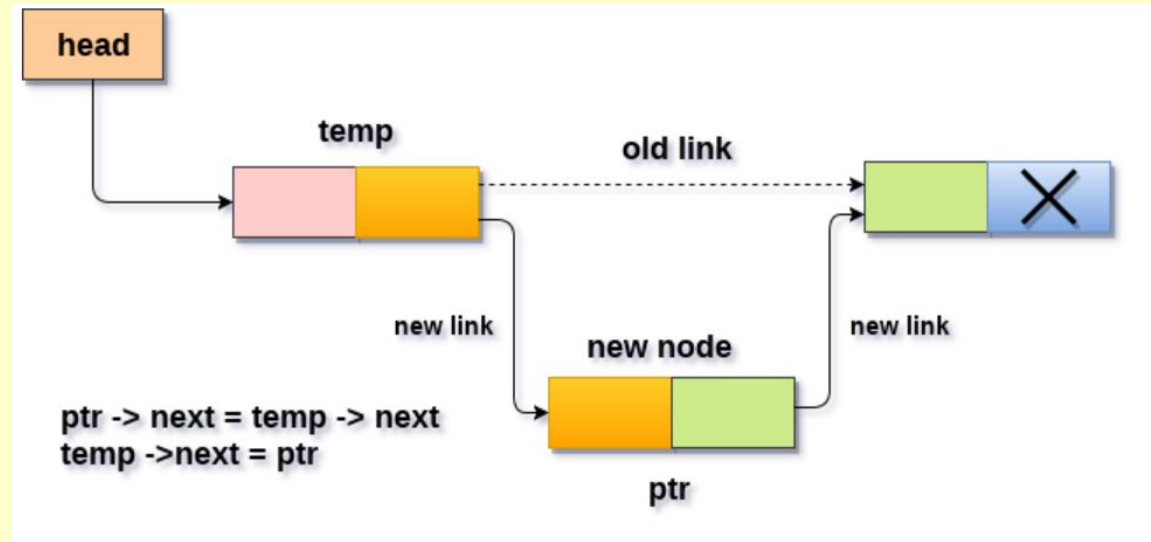 head
temp
old link
new link
new link
new node
ptr -> next = temp -> next
temp ->next = ptr
ptr